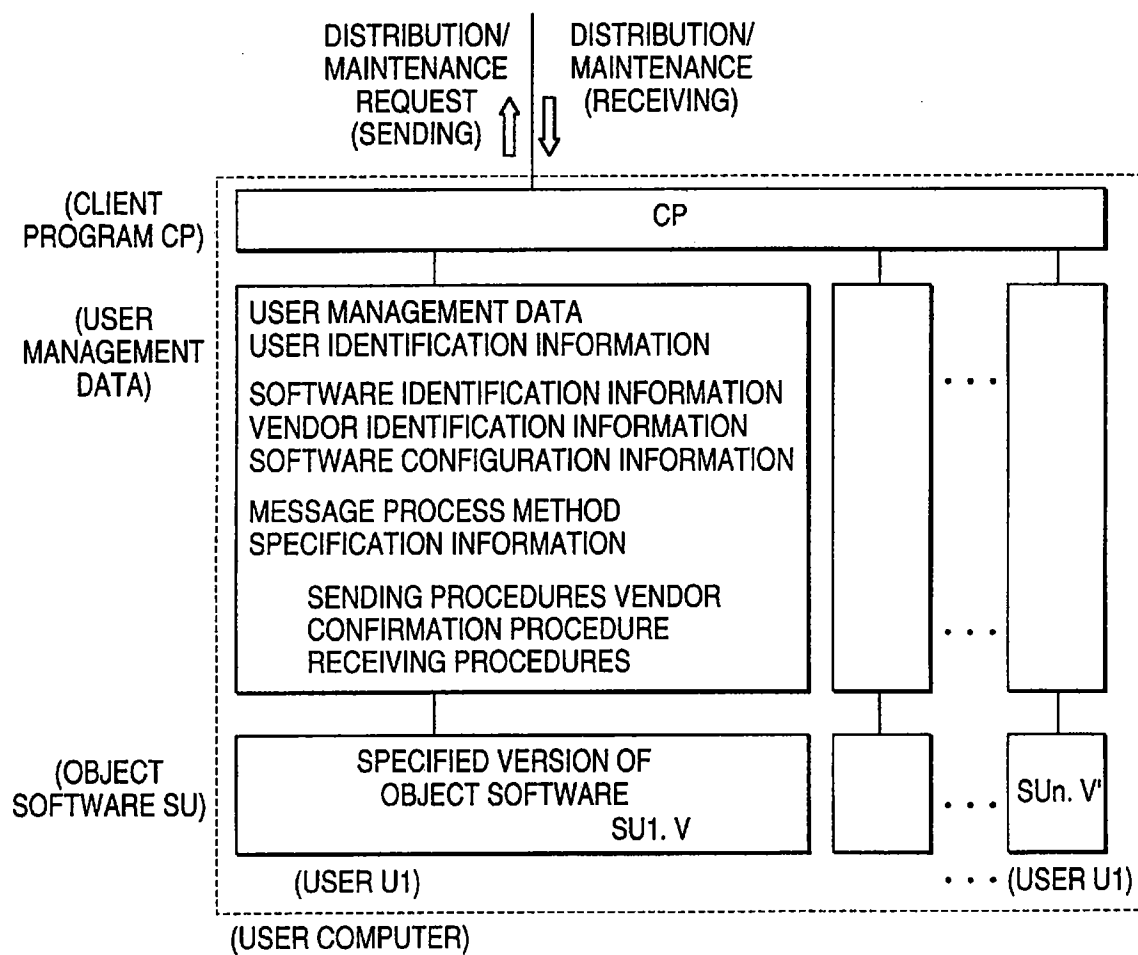 DISTRIBUTION/
MAINTENANCE
REQUEST
(SENDING)
DISTRIBUTION/
MAINTENANCE
(RECEIVING)
(CLIENT
PROGRAM CP)
CP
(USER
MANAGEMENT
DATA)
USER MANAGEMENT DATA
USER IDENTIFICATION INFORMATION
SOFTWARE IDENTIFICATION INFORMATION
VENDOR IDENTIFICATION INFORMATION
SOFTWARE CONFIGURATION INFORMATION
MESSAGE PROCESS METHOD
SPECIFICATION INFORMATION
SENDING PROCEDURES VENDOR
CONFIRMATION PROCEDURE
RECEIVING PROCEDURES
. . .
. . .
(OBJECT
SOFTWARE SU)
SPECIFIED VERSION OF
OBJECT SOFTWARE
SU1. V
. . .
SUn. V'
(USER U1)
. . . (USER U1)
(USER COMPUTER)